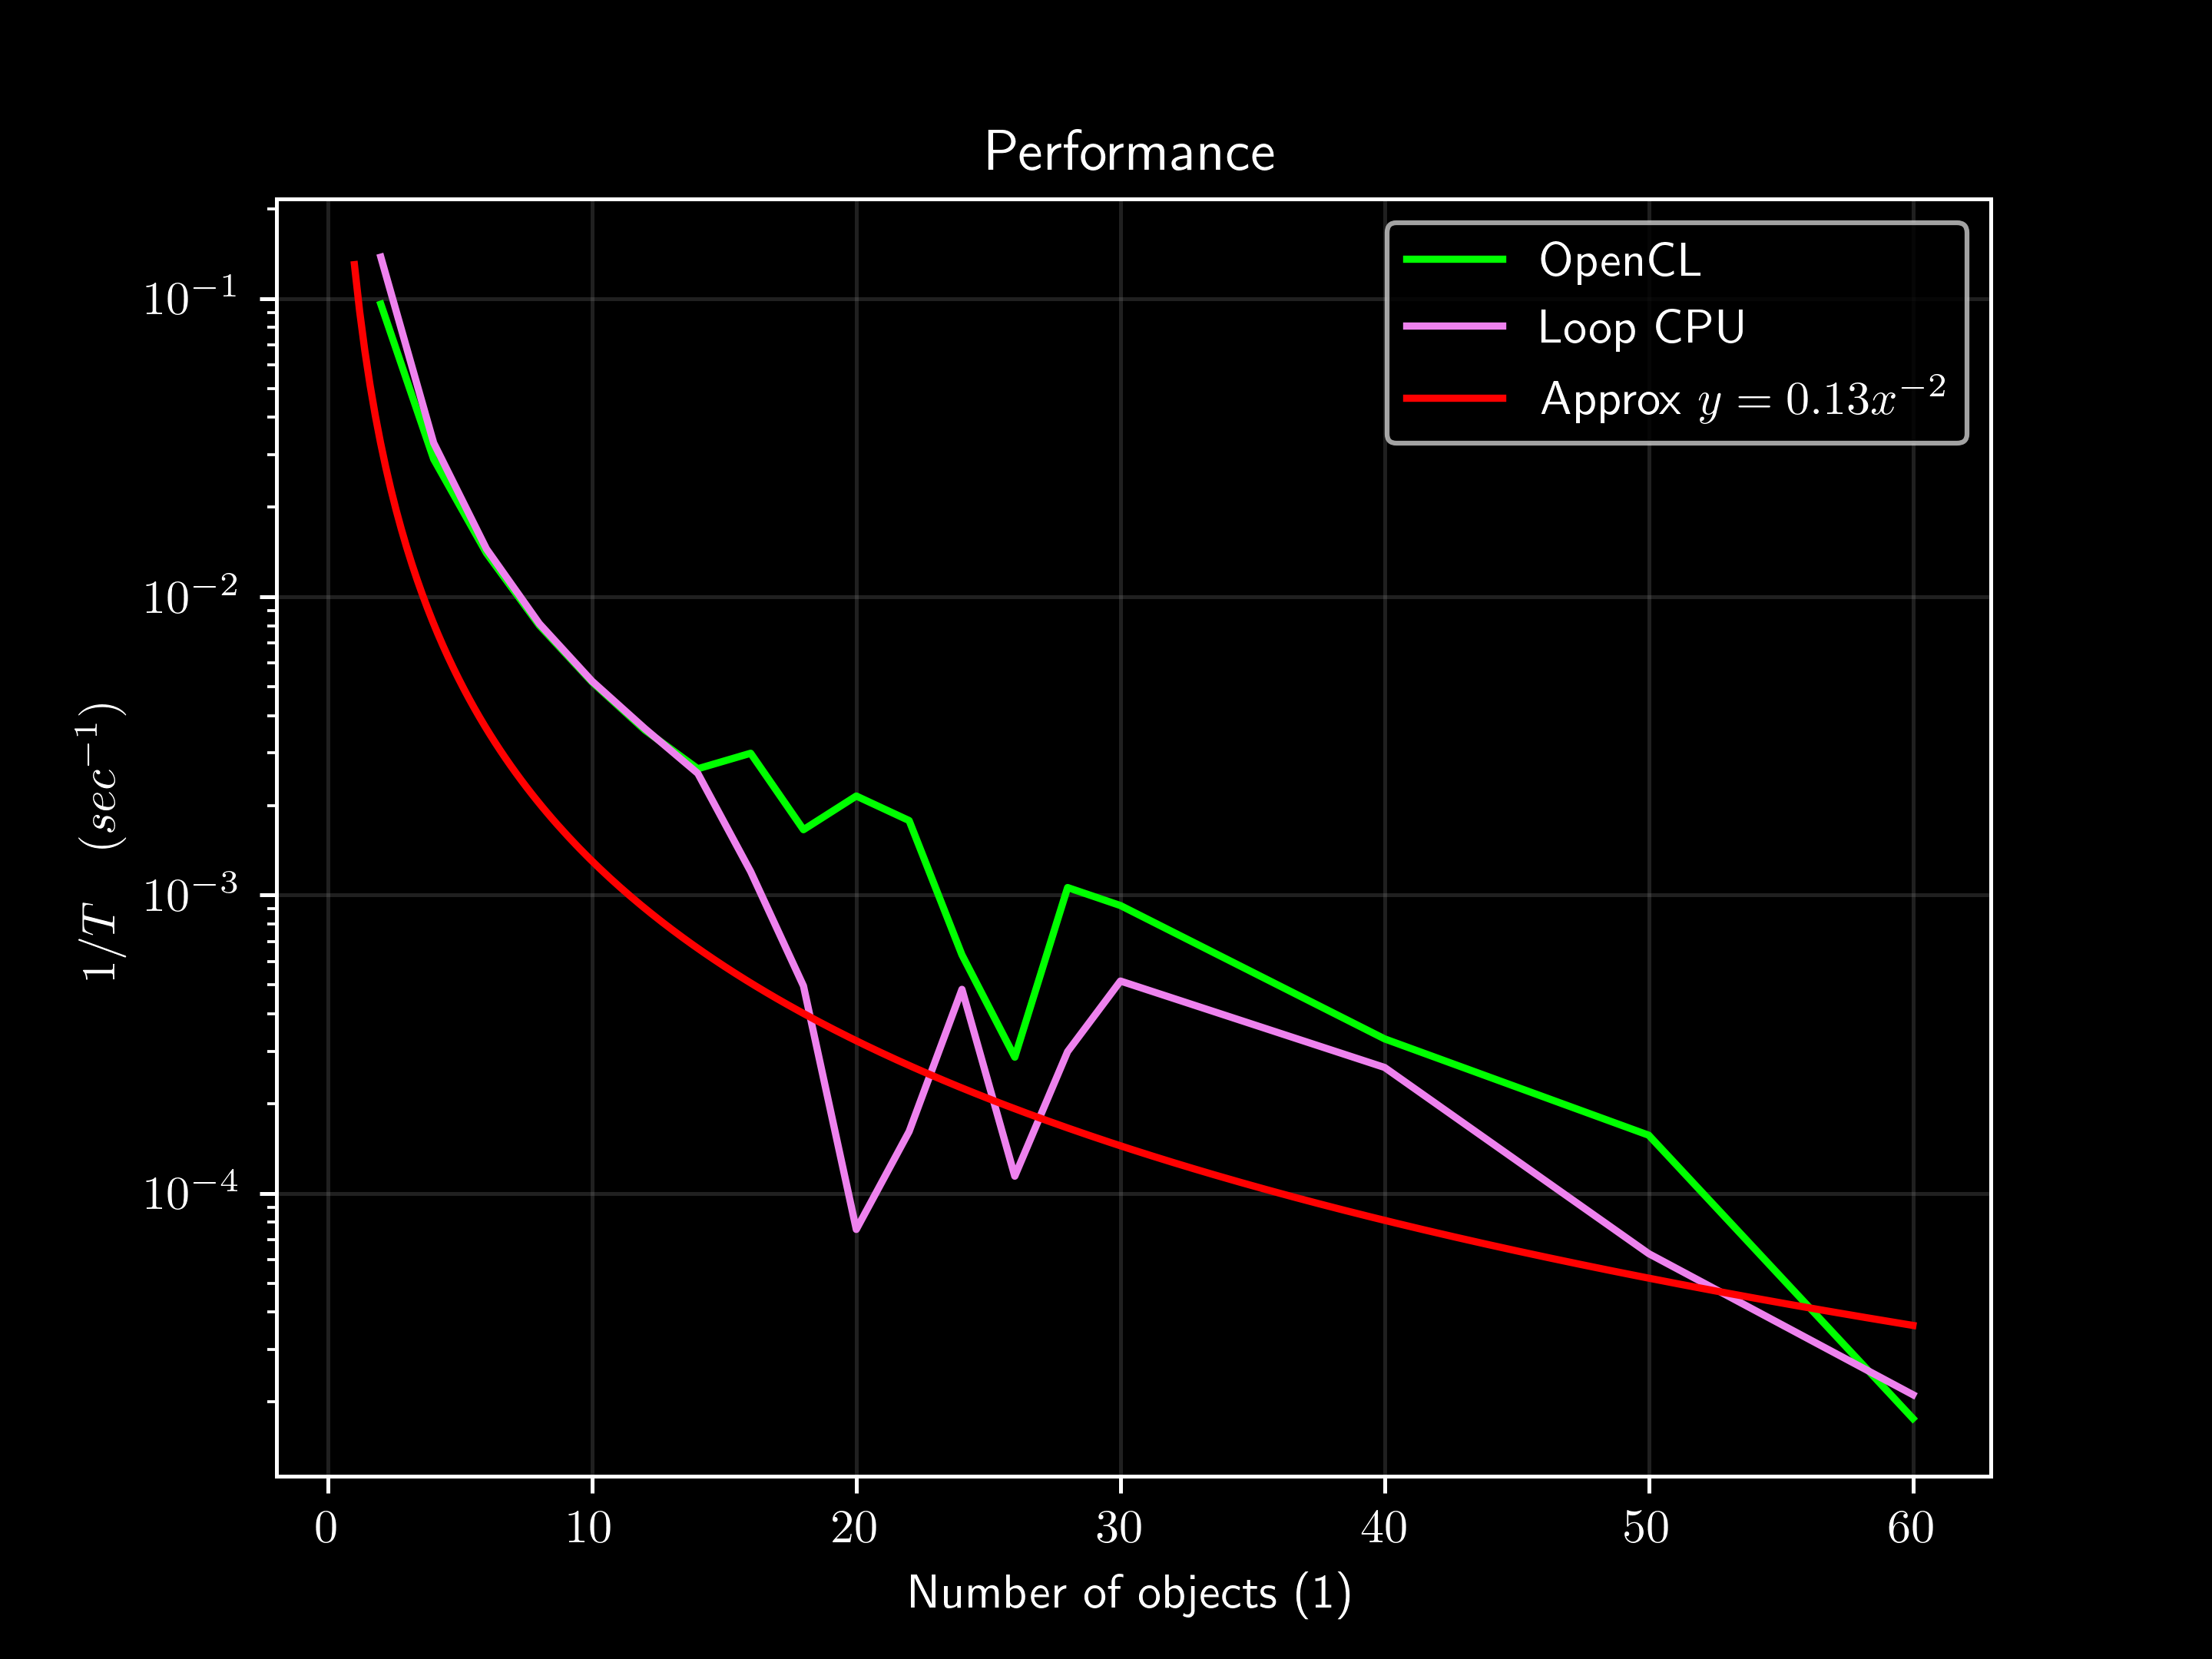 Performance
OpenCL
Loop CPU
Approx y = 0.13x⁻²
10⁻¹
10⁻²
10⁻³
10⁻⁴
1/T (sec⁻¹)
0 10 20 30 40 50 60
Number of objects (1)